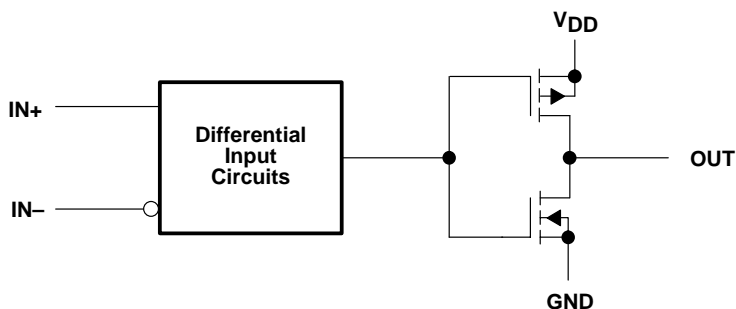 VDD
IN+
Differential
Input
Circuits
OUT
IN–
GND